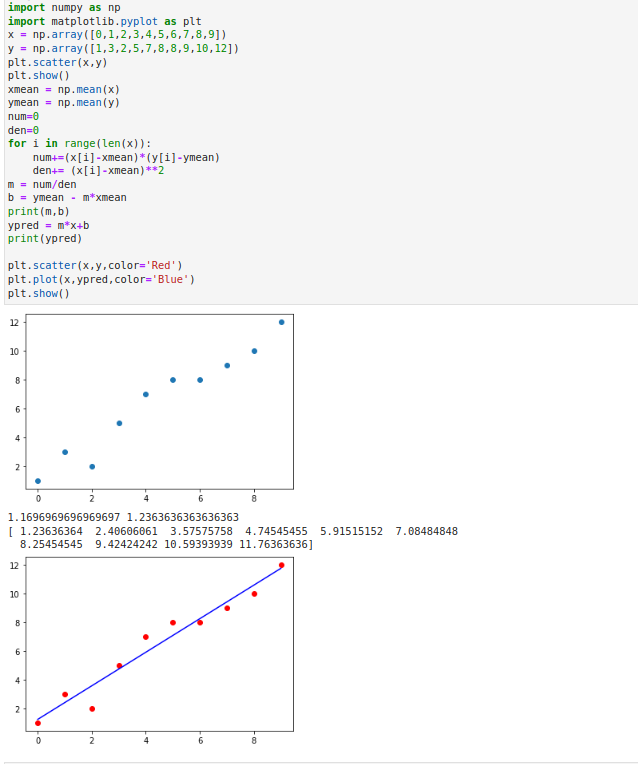 import numpy as np
import matplotlib.pyplot as plt
x = np.array([0,1,2,3,4,5,6,7,8,9])
y = np.array([1,3,2,5,7,8,8,9,10,12])
plt.scatter(x,y)
plt.show()
xmean = np.mean(x)
ymean = np.mean(y)
num=0
den=0
for i in range(len(x)):
    num+=(x[i]-xmean)*(y[i]-ymean)
    den+= (x[i]-xmean)**2
m = num/den
b = ymean - m*xmean
print(m,b)
ypred = m*x+b
print(ypred)
plt.scatter(x,y,color='Red')
plt.plot(x,ypred,color='Blue')
plt.show()
12
10
8
6
4
2
0 2 4 6 8
1.1696969696969697 1.2363636363636363
[ 1.23636364  2.40606061  3.57575758  4.74545455  5.91515152  7.08484848
  8.25454545  9.42424242 10.59393939 11.76363636]
12
10
8
6
4
2
0 2 4 6 8